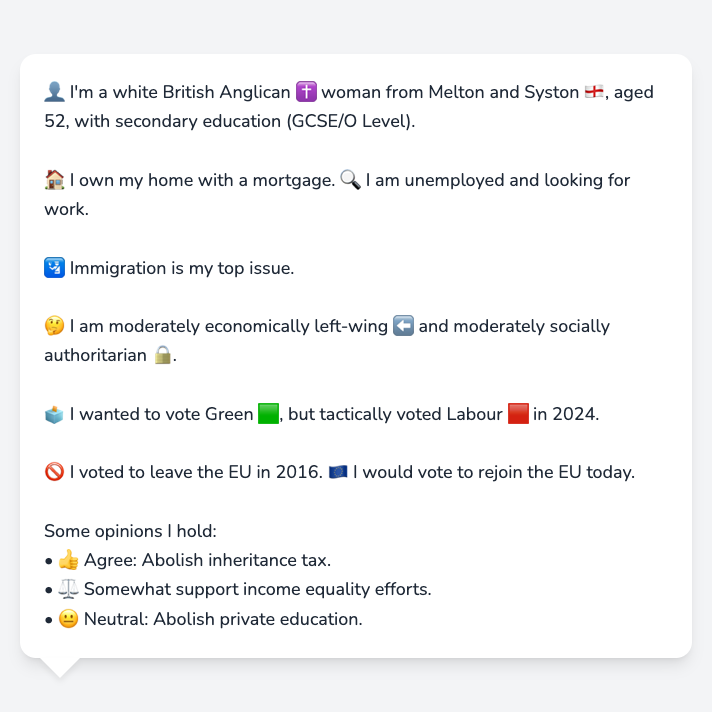 👤 I'm a white British Anglican ✝️ woman from Melton and Syston 🏴󠁧󠁢󠁥󠁮󠁧󠁿, aged
52, with secondary education (GCSE/O Level).
🏠 I own my home with a mortgage. 🔍 I am unemployed and looking for
work.
🛂 Immigration is my top issue.
🤔 I am moderately economically left-wing ⬅️ and moderately socially
authoritarian 🔒.
🗳️ I wanted to vote Green 🟩, but tactically voted Labour 🟥 in 2024.
🚫 I voted to leave the EU in 2016. 🇪🇺 I would vote to rejoin the EU today.
Some opinions I hold:
• 👍 Agree: Abolish inheritance tax.
• ⚖️ Somewhat support income equality efforts.
• 😐 Neutral: Abolish private education.